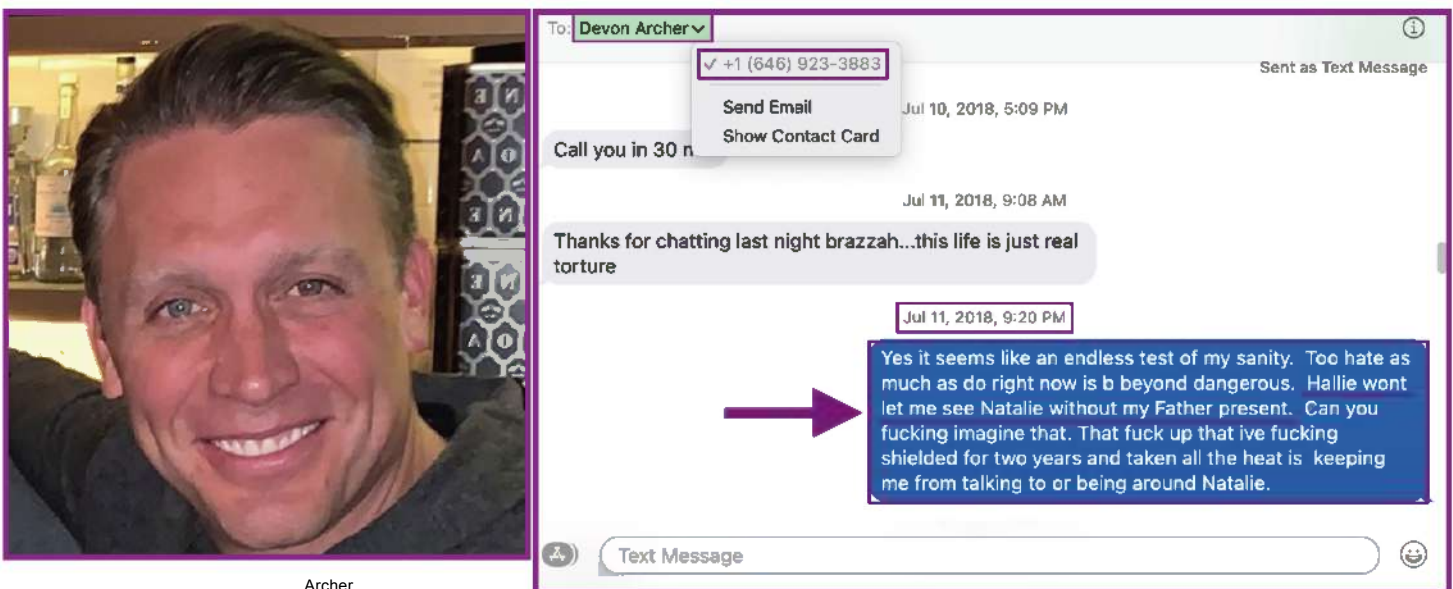 To: Devon Archer
✓ +1 (646) 923-3883
Send Email
Show Contact Card
Sent as Text Message
Jul 10, 2018, 5:09 PM
Call you in 30
Jul 11, 2018, 9:08 AM
Thanks for chatting last night brazzah...this life is just real
torture
Jul 11, 2018, 9:20 PM
Yes it seems like an endless test of my sanity. Too hate as
much as do right now is b beyond dangerous. Hallie wont
let me see Natalie without my Father present. Can you
fucking imagine that. That fuck up that ive fucking
shielded for two years and taken all the heat is keeping
me from talking to or being around Natalie.
Text Message
Archer